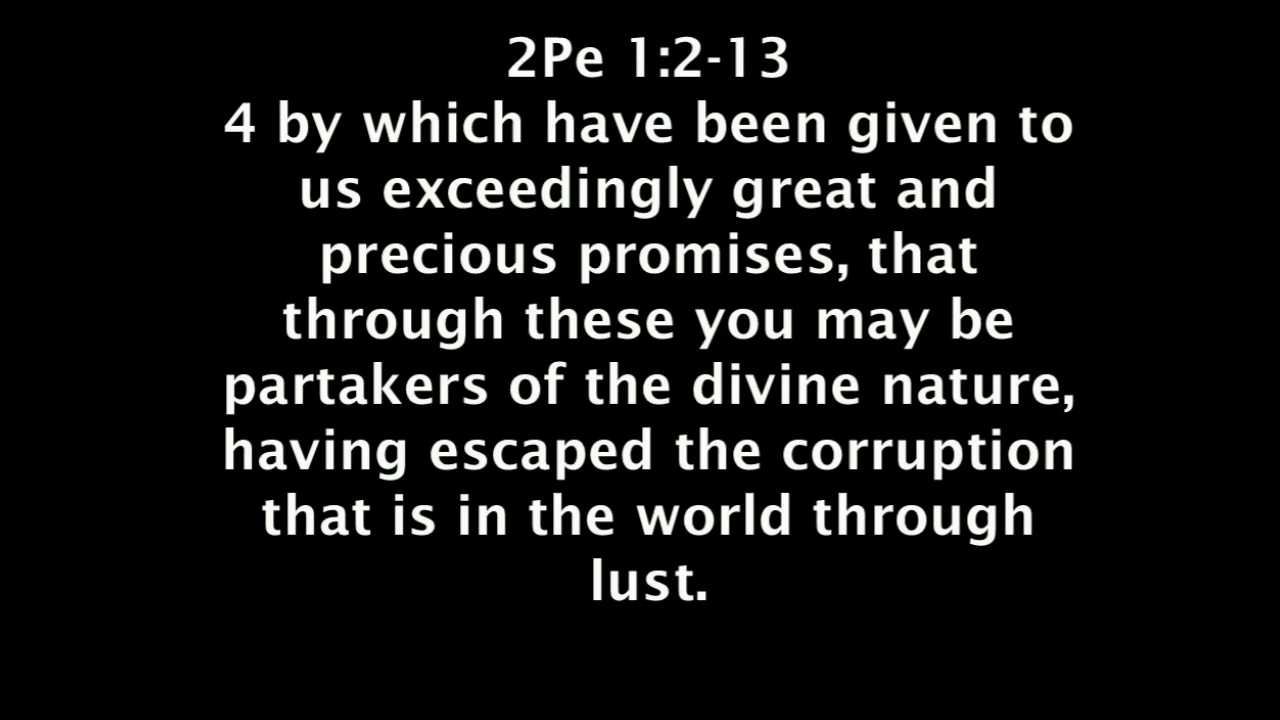 2Pe 1:2-13
4 by which have been given to
us exceedingly great and
precious promises, that
through these you may be
partakers of the divine nature,
having escaped the corruption
that is in the world through
lust.